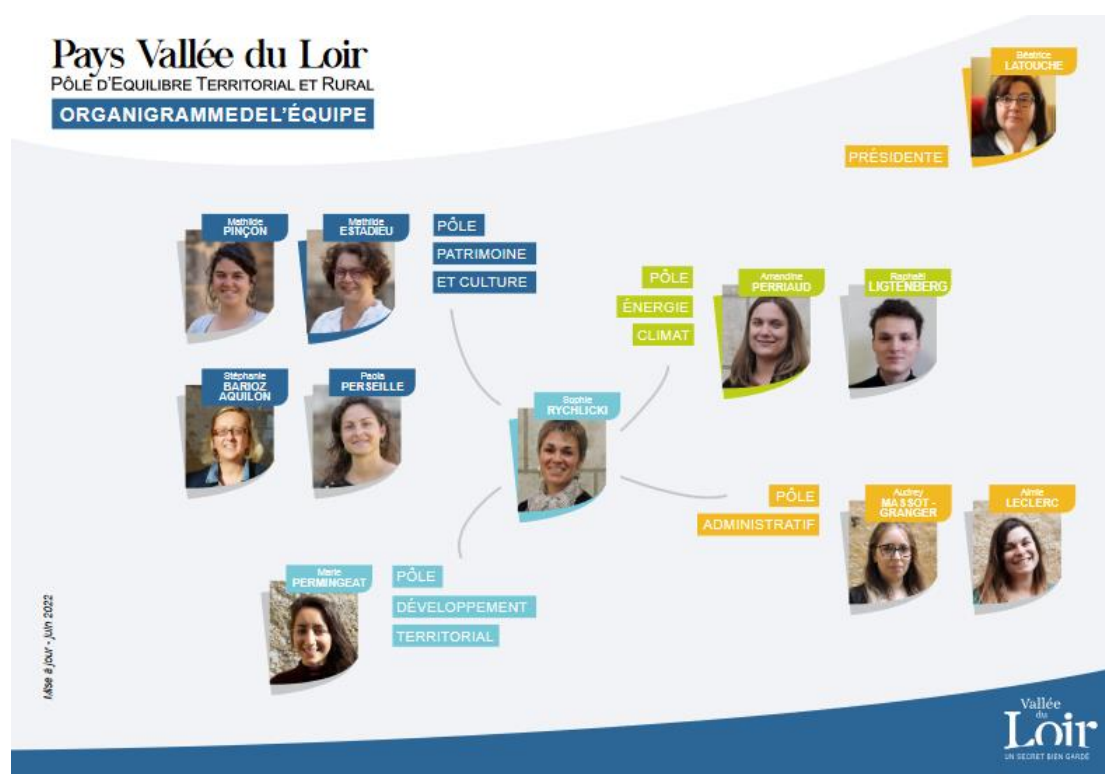 Pays Vallée du Loir
PÔLE D'EQUILIBRE TERRITORIAL ET RURAL
ORGANIGRAMMEDEL'ÉQUIPE
Béatrice
LATOUCHE
PRÉSIDENTE
Mathilde
PINÇON
Mathilde
ESTADIEU
PÔLE
PATRIMOINE
ET CULTURE
Stéphanie
BARIOZ
AQUILON
Paola
PERSEILLE
PÔLE
ÉNERGIE
CLIMAT
Amandine
PERRIAUD
Raphaël
LIGTENBERG
Sophie
RYCHLICKI
PÔLE
ADMINISTRATIF
Audrey
MASSOT -
GRANGER
Aimie
LECLERC
Marie
PERMINGEAT
PÔLE
DÉVELOPPEMENT
TERRITORIAL
Mise à jour - juin 2022
Vallée
du
Loir
UN SECRET BIEN GARDÉ